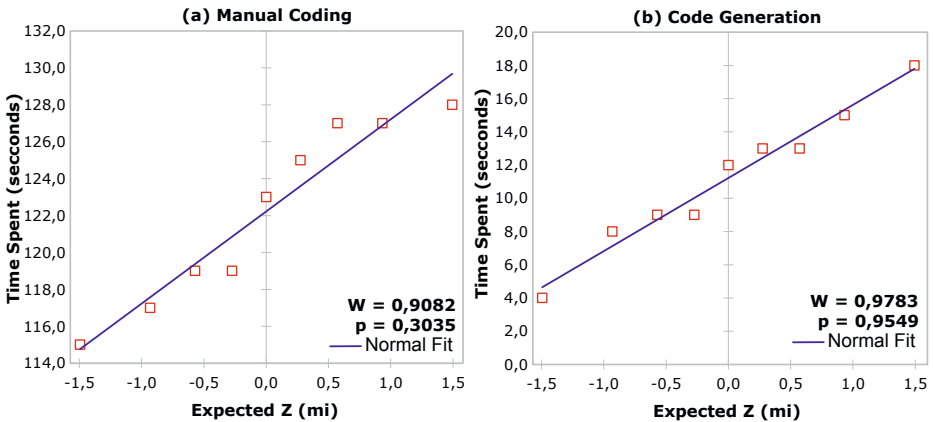 (a) Manual Coding
132,0
130,0
128,0
126,0
124,0
122,0
120,0
118,0
116,0
114,0
Time Spent (secconds)
W = 0,9082
p = 0,3035
Normal Fit
-1,5 -1,0 -0,5 0,0 0,5 1,0 1,5
Expected Z (mi)
(b) Code Generation
20,0
18,0
16,0
14,0
12,0
10,0
8,0
6,0
4,0
2,0
0,0
Time Spent (secconds)
W = 0,9783
p = 0,9549
Normal Fit
-1,5 -1,0 -0,5 0,0 0,5 1,0 1,5
Expected Z (mi)